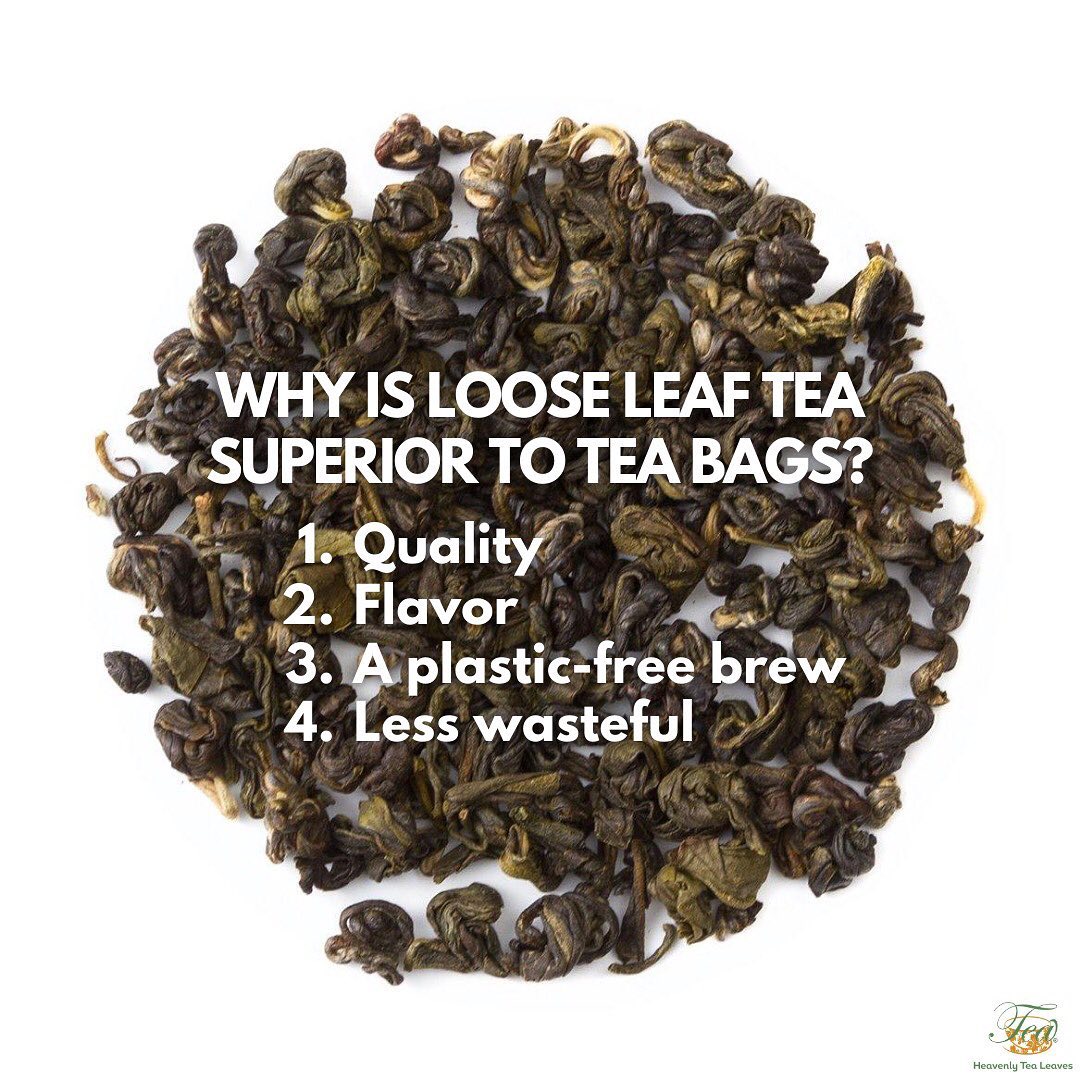 WHY IS LOOSE LEAF TEA
SUPERIOR TO TEA BAGS?
1. Quality
2. Flavor
3. A plastic-free brew
4. Less wasteful
Tea®
Heavenly Tea Leaves